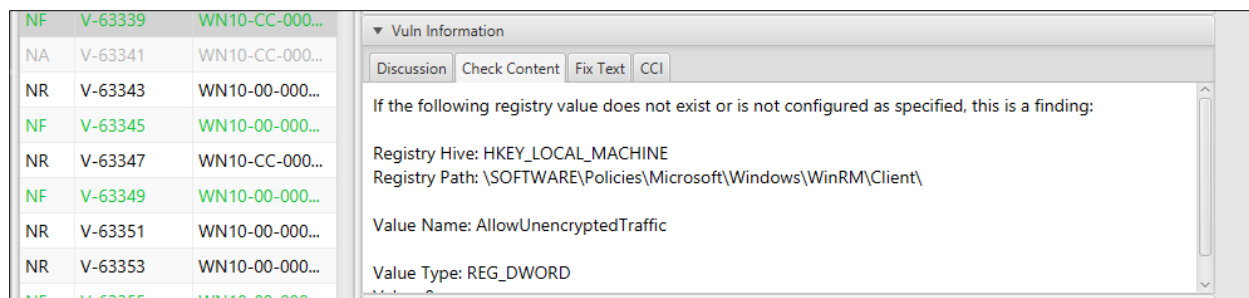 NF V-63339 WN10-CC-000...
NA V-63341 WN10-CC-000...
NR V-63343 WN10-00-000...
NF V-63345 WN10-00-000...
NR V-63347 WN10-CC-000...
NF V-63349 WN10-00-000...
NR V-63351 WN10-00-000...
NR V-63353 WN10-00-000...
Vuln Information
Discussion Check Content Fix Text CCI
If the following registry value does not exist or is not configured as specified, this is a finding:
Registry Hive: HKEY_LOCAL_MACHINE
Registry Path: \SOFTWARE\Policies\Microsoft\Windows\WinRM\Client\
Value Name: AllowUnencryptedTraffic
Value Type: REG_DWORD